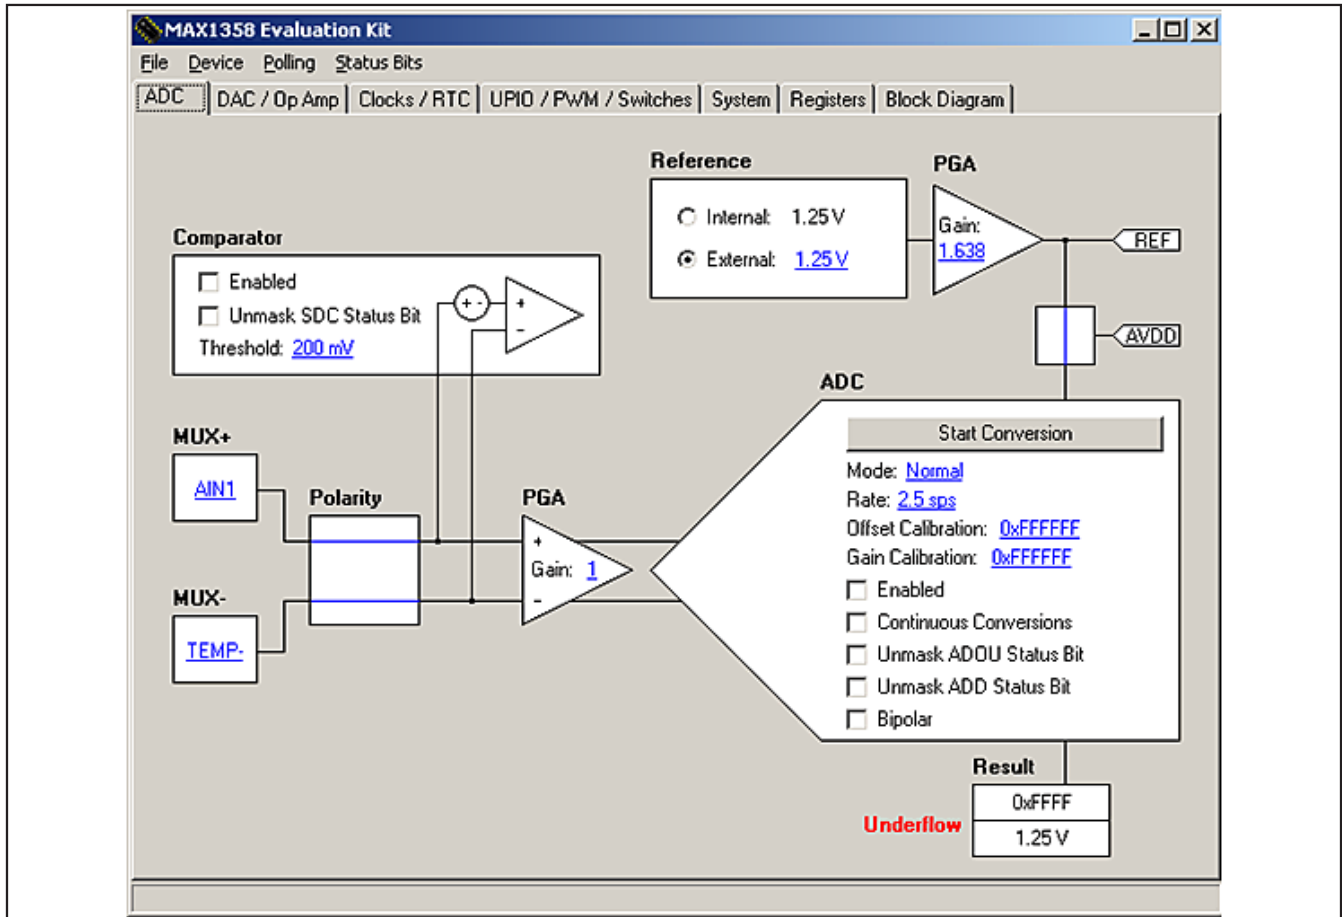 MAX1358 Evaluation Kit
File Device Polling Status Bits
ADC DAC / Op Amp Clocks / RTC UPIO / PWM / Switches System Registers Block Diagram
Reference
Internal: 1.25 V
External: 1.25 V
PGA
Gain:
1.638
REF
AVDD
Comparator
Enabled
Unmask SDC Status Bit
Threshold: 200 mV
+ -
+
-
MUX+
AIN1
MUX-
TEMP-
Polarity
PGA
+
Gain: 1
-
ADC
Start Conversion
Mode: Normal
Rate: 2.5 sps
Offset Calibration: 0xFFFFFF
Gain Calibration: 0xFFFFFF
Enabled
Continuous Conversions
Unmask ADOU Status Bit
Unmask ADD Status Bit
Bipolar
Result
0xFFFF
Underflow
1.25 V